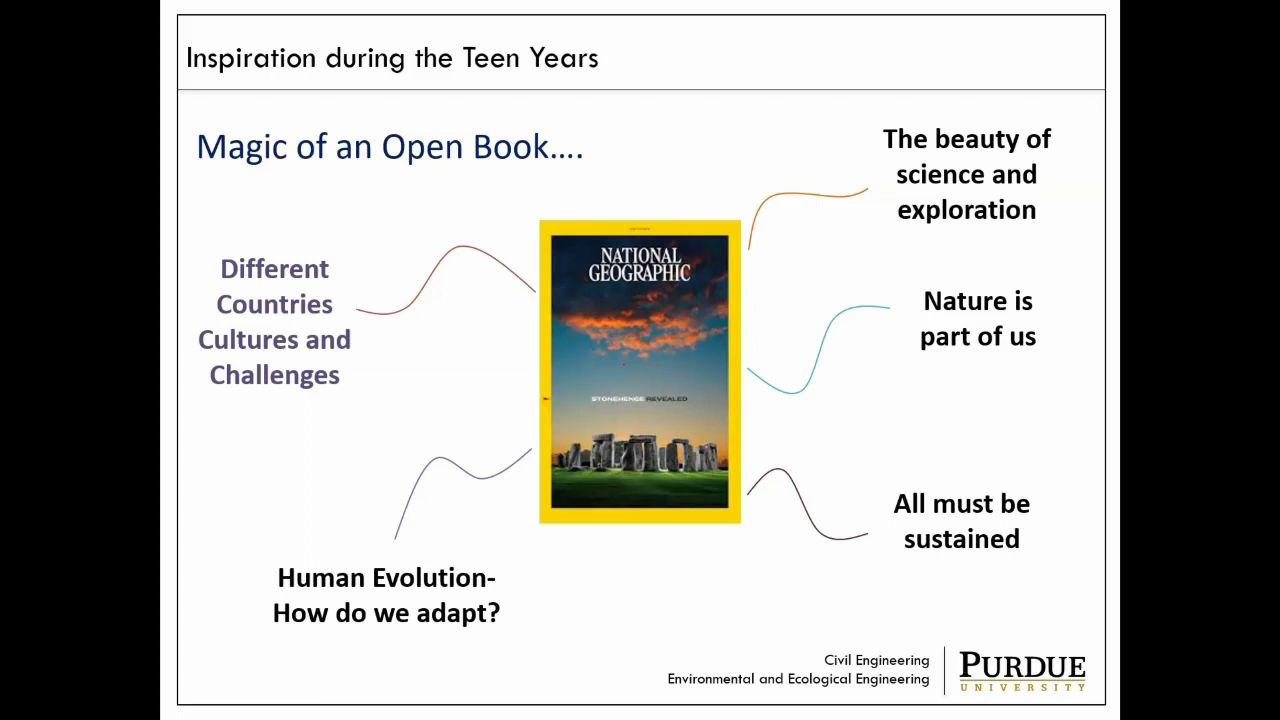 Inspiration during the Teen Years
Magic of an Open Book....
The beauty of
science and
exploration
Different
Countries
Cultures and
Challenges
NATIONAL
GEOGRAPHIC
STONEHENGE REVEALED
Nature is
part of us
All must be
sustained
Human Evolution-
How do we adapt?
Civil Engineering
Environmental and Ecological Engineering
PURDUE
UNIVERSITY